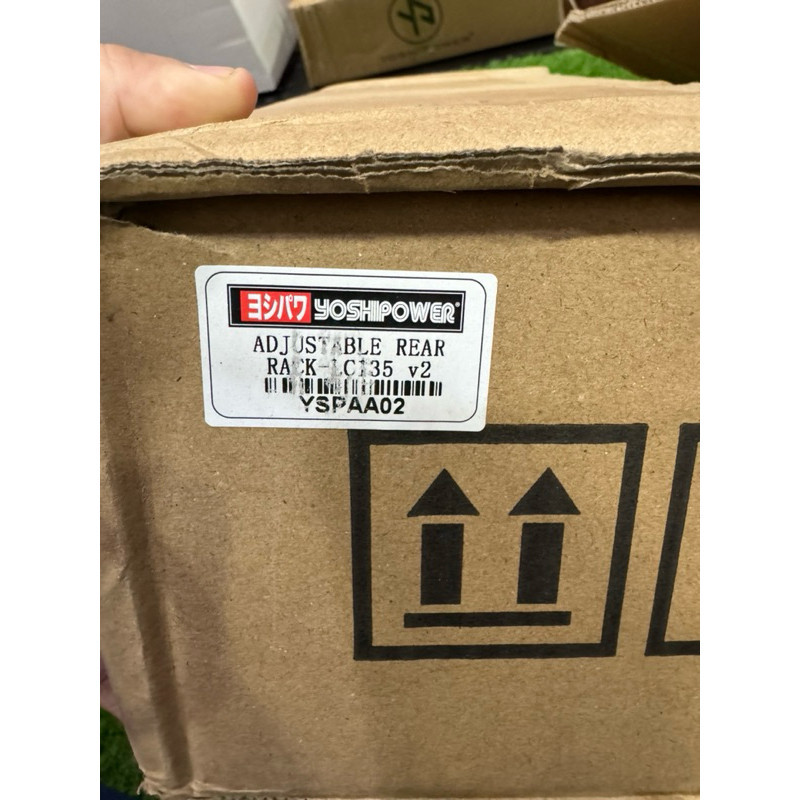 ヨシパワ YOSHIPOWER®
ADJUSTABLE REAR
RACK-LC135 v2
YSPAA02